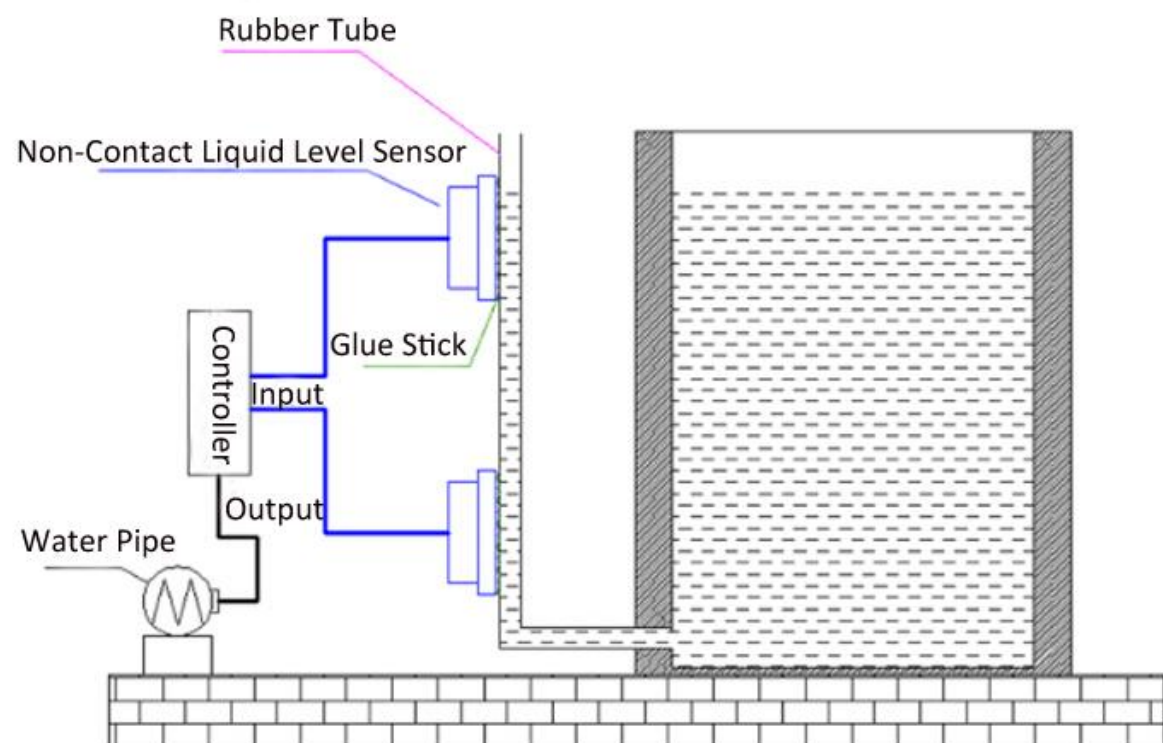 Rubber Tube
Non-Contact Liquid Level Sensor
Glue Stick
Controller
Input
Output
Water Pipe